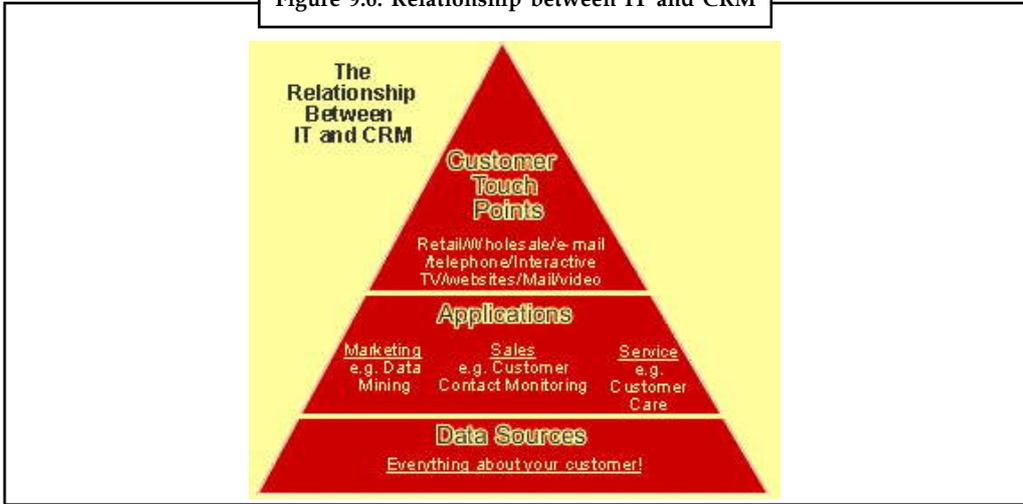 Figure 9.6: Relationship between IT and CRM
The
Relationship
Between
IT and CRM
Customer
Touch
Points
Retail/Wholesale/e-mail
/telephone/Interactive
TV/websites/Mail/video
Applications
Marketing
e.g. Data
Mining
Sales
e.g. Customer
Contact Monitoring
Service
e.g.
Customer
Care
Data Sources
Everything about your customer!